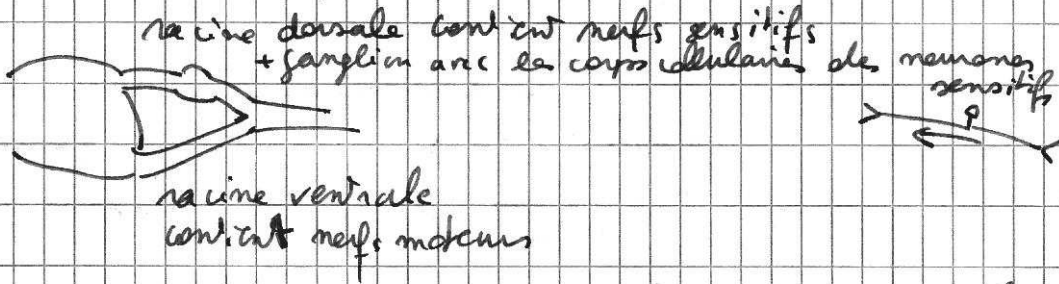 racine dorsale contient nerfs sensitifs
+ ganglion avec les corps cellulaires des neurones
sensitifs
racine ventrale
contient nerfs moteurs